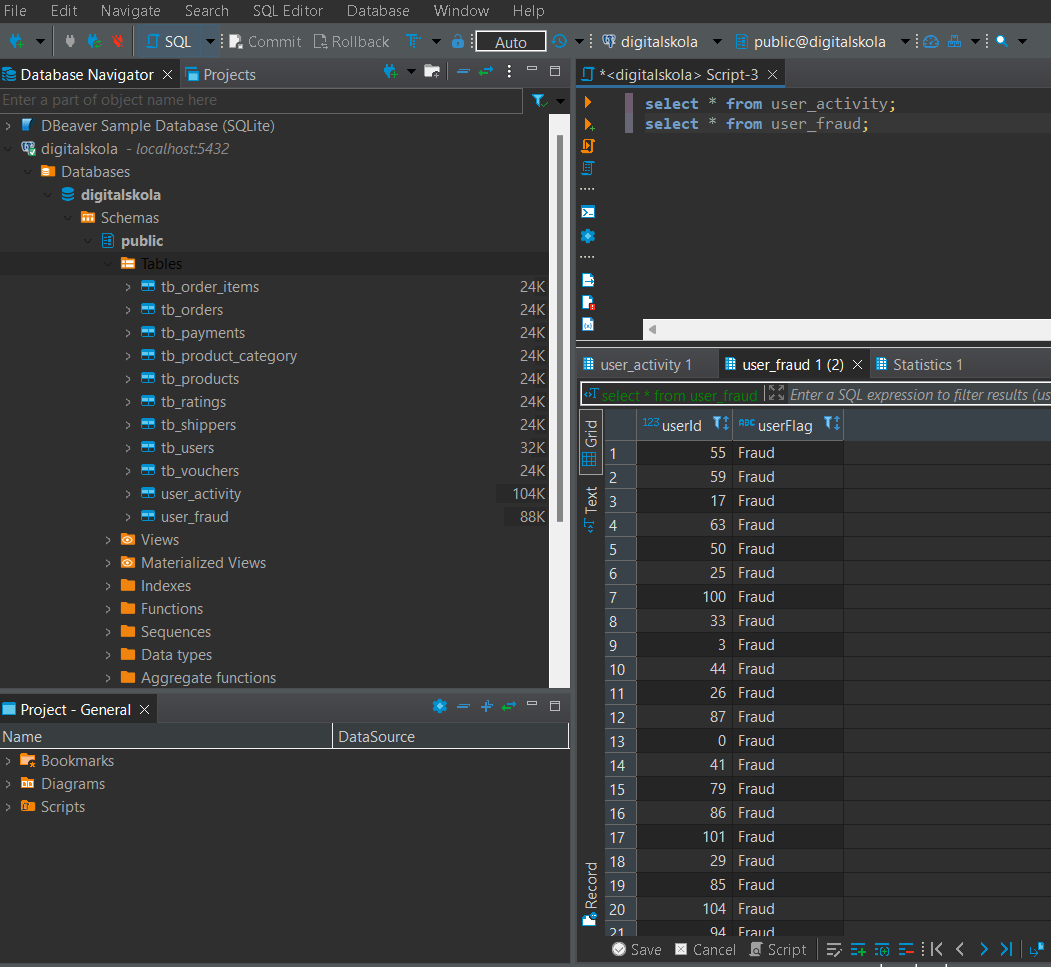 File Edit Navigate Search SQL Editor Database Window Help
SQL Commit Rollback Auto digitalskola public@digitalskola
Database Navigator Projects
Enter a part of object name here
DBeaver Sample Database (SQLite)
digitalskola - localhost:5432
Databases
digitalskola
Schemas
public
Tables
tb_order_items 24K
tb_orders 24K
tb_payments 24K
tb_product_category 24K
tb_products 24K
tb_ratings 24K
tb_shippers 24K
tb_users 32K
tb_vouchers 24K
user_activity 104K
user_fraud 88K
Views
Materialized Views
Indexes
Functions
Sequences
Data types
Aggregate functions
Project - General
Name DataSource
Bookmarks
Diagrams
Scripts
*<digitalskola> Script-3
select * from user_activity;
select * from user_fraud;
user_activity 1 user_fraud 1 (2) Statistics 1
select * from user_fraud Enter a SQL expression to filter results (us
Grid
Text
Record
123 userId ABC userFlag
1 55 Fraud
2 59 Fraud
3 17 Fraud
4 63 Fraud
5 50 Fraud
6 25 Fraud
7 100 Fraud
8 33 Fraud
9 3 Fraud
10 44 Fraud
11 26 Fraud
12 87 Fraud
13 0 Fraud
14 41 Fraud
15 79 Fraud
16 86 Fraud
17 101 Fraud
18 29 Fraud
19 85 Fraud
20 104 Fraud
21 94 Fraud
Save Cancel Script